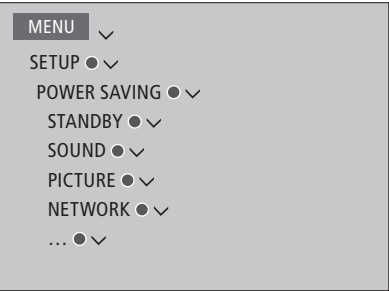 MENU
SETUP
POWER SAVING
STANDBY
SOUND
PICTURE
NETWORK
…